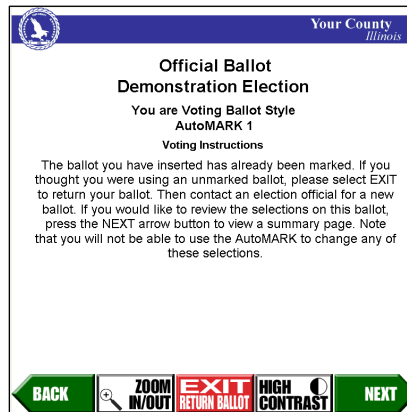 Your County
Illinois
Official Ballot
Demonstration Election
You are Voting Ballot Style
AutoMARK 1
Voting Instructions
The ballot you have inserted has already been marked. If you
thought you were using an unmarked ballot, please select EXIT
to return your ballot. Then contact an election official for a new
ballot. If you would like to review the selections on this ballot,
press the NEXT arrow button to view a summary page. Note
that you will not be able to use the AutoMARK to change any of
these selections.
BACK
ZOOM
IN/OUT
EXIT
RETURN BALLOT
HIGH
CONTRAST
NEXT